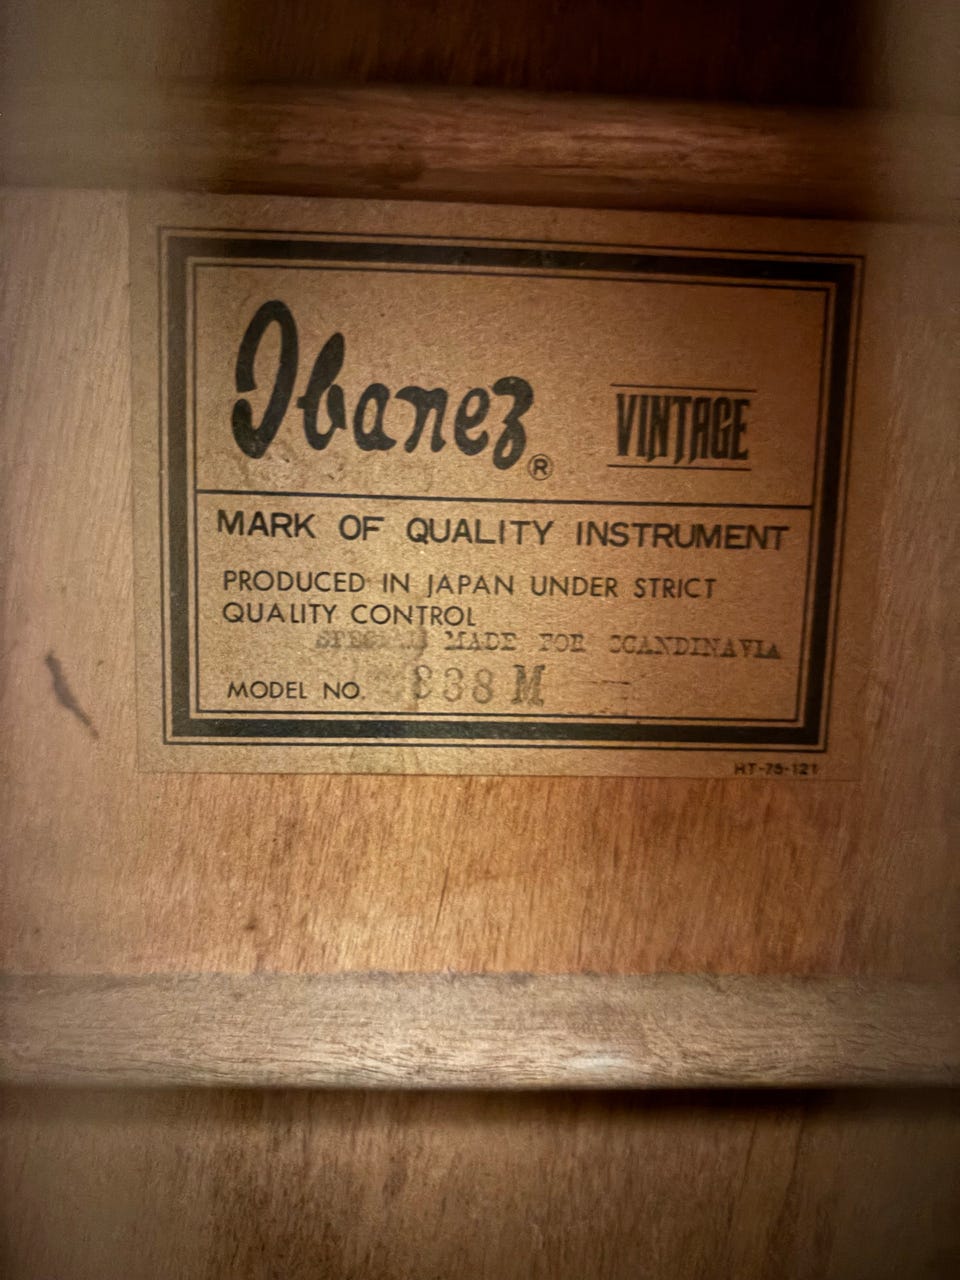 Ibanez®
VINTAGE
MARK OF QUALITY INSTRUMENT
PRODUCED IN JAPAN UNDER STRICT
QUALITY CONTROL
MADE FOR SCANDINAVIA
MODEL NO.
HT-75-121